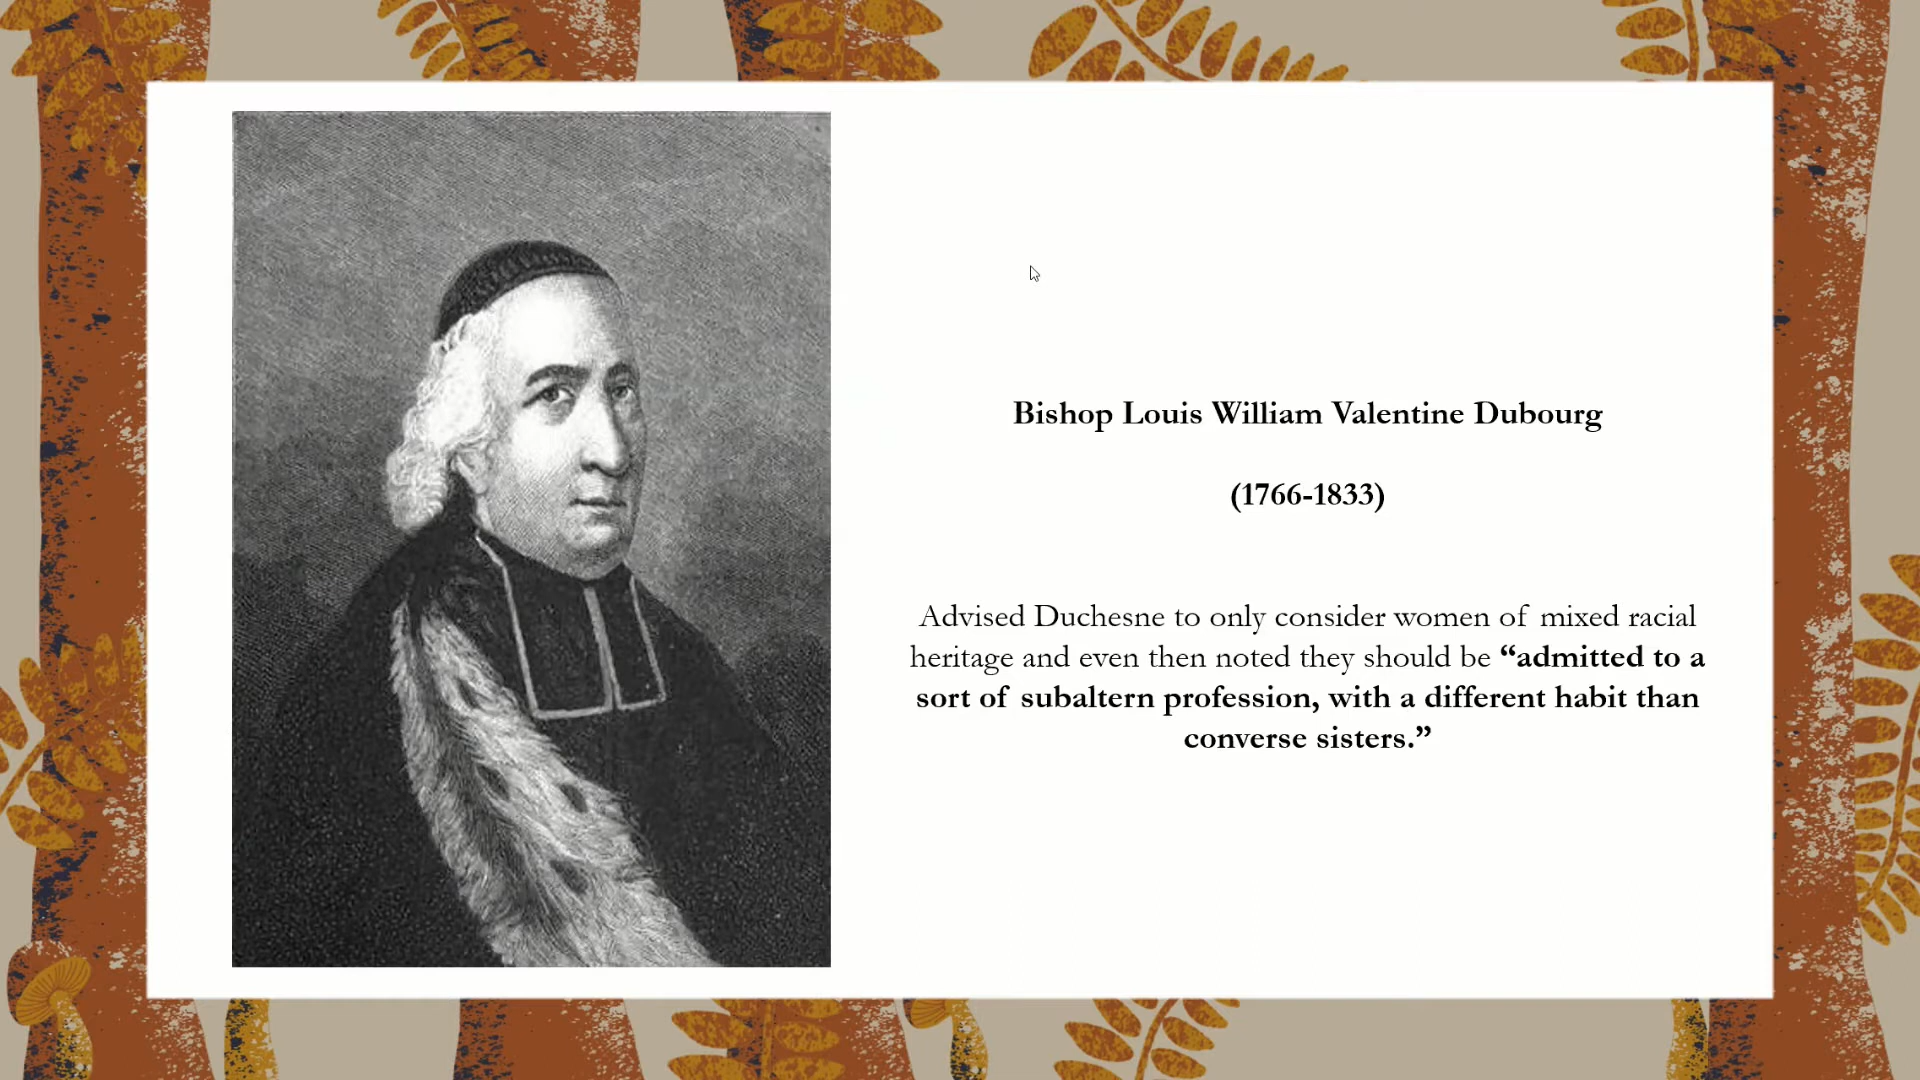 Bishop Louis William Valentine Dubourg
(1766-1833)
Advised Duchesne to only consider women of mixed racial
heritage and even then noted they should be “admitted to a
sort of subaltern profession, with a different habit than
converse sisters.”